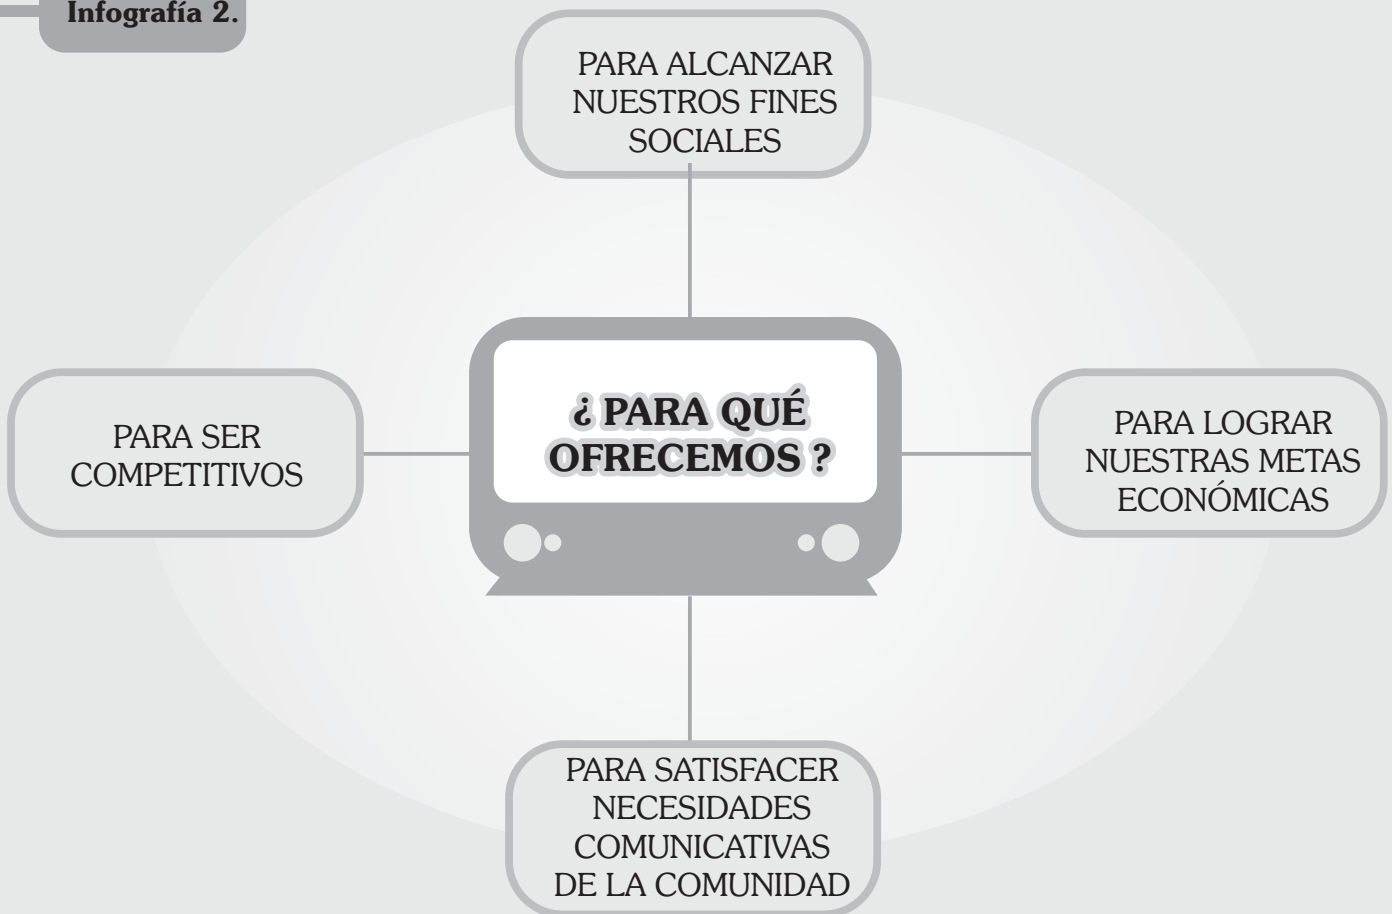 Infografía 2.
PARA ALCANZAR
NUESTROS FINES
SOCIALES
PARA SER
COMPETITIVOS
¿ PARA QUÉ
OFRECEMOS ?
PARA LOGRAR
NUESTRAS METAS
ECONÓMICAS
PARA SATISFACER
NECESIDADES
COMUNICATIVAS
DE LA COMUNIDAD